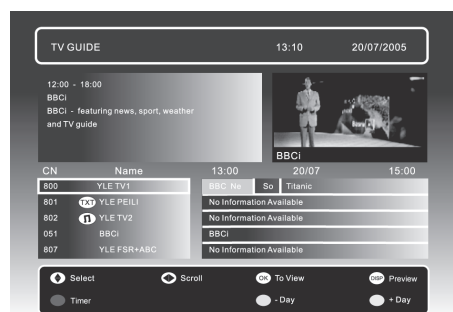 TV GUIDE 13:10 20/07/2005
12:00 - 18:00
BBCi
BBCi - featuring news, sport, weather
and TV guide
BBCi
CN Name 13:00 20/07 15:00
800 YLE TV1 BBC Ne So Titanic
801 TXT YLE PEILI No Information Available
802 YLE TV2 No Information Available
051 BBCi BBCi
807 YLE FSR+ABC No Information Available
Select Scroll OK To View DISP Preview
Timer - Day + Day